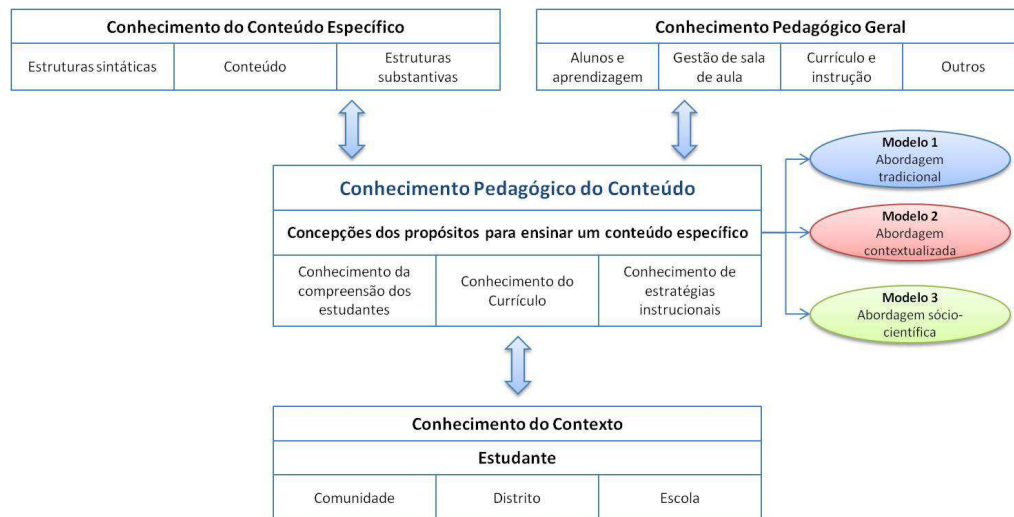 Conhecimento do Conteúdo Específico
Estruturas sintáticas
Conteúdo
Estruturas
substantivas
Conhecimento Pedagógico Geral
Alunos e
aprendizagem
Gestão de sala
de aula
Currículo e
instrução
Outros
Conhecimento Pedagógico do Conteúdo
Concepções dos propósitos para ensinar um conteúdo específico
Conhecimento da
compreensão dos
estudantes
Conhecimento do
Currículo
Conhecimento de
estratégias
instrucionais
Modelo 1
Abordagem
tradicional
Modelo 2
Abordagem
contextualizada
Modelo 3
Abordagem sócio-
científica
Conhecimento do Contexto
Estudante
Comunidade
Distrito
Escola